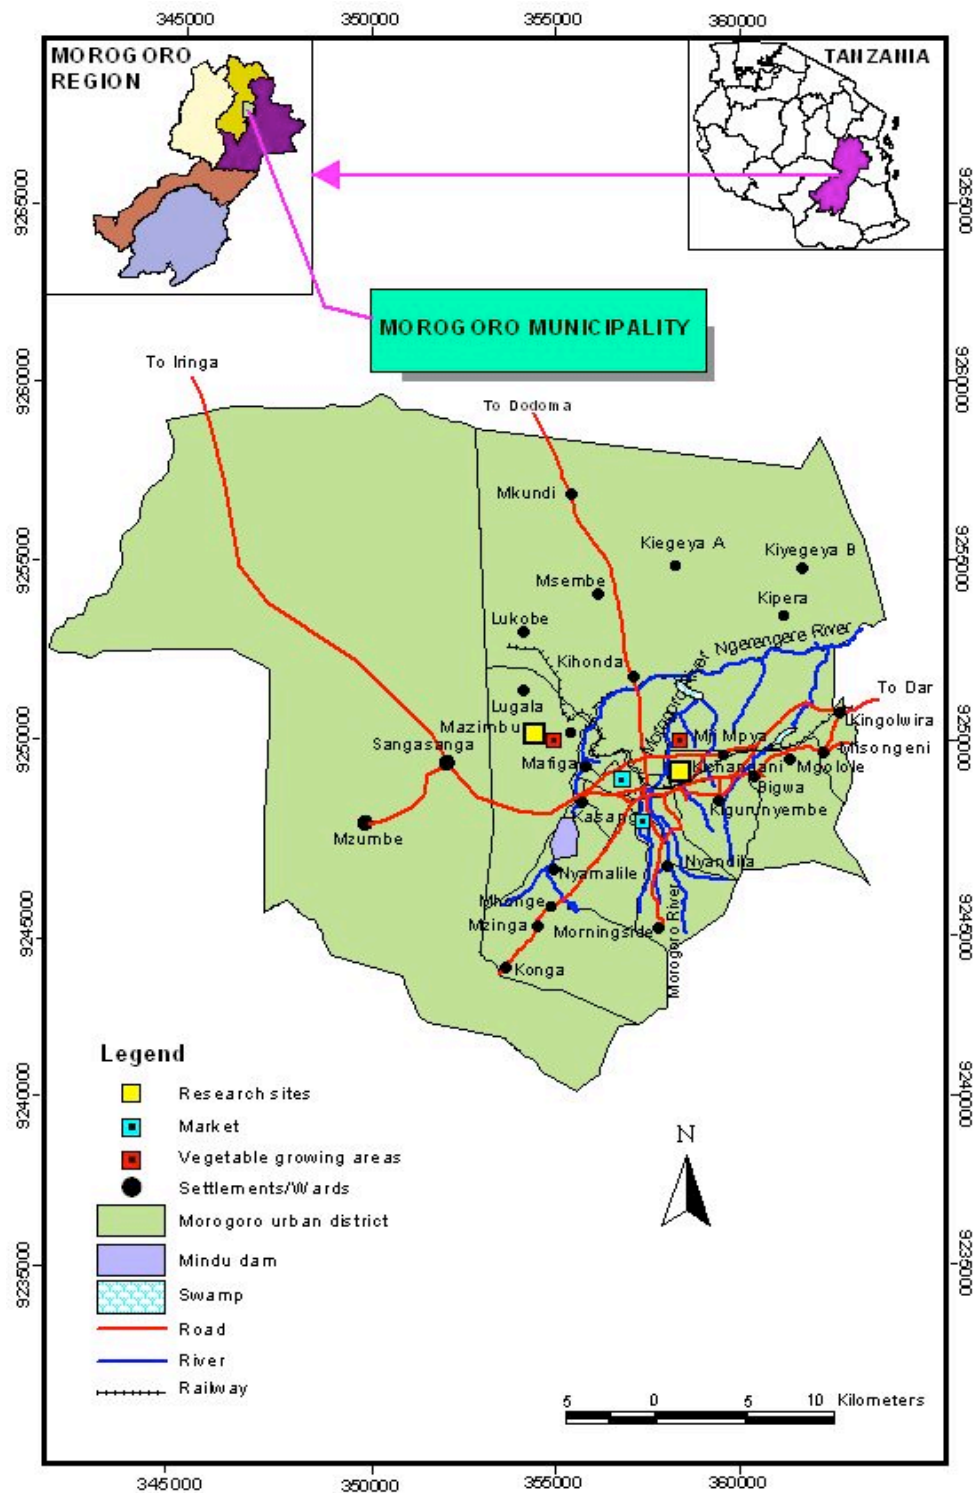 345000
350000
355000
360000
MOROGORO
REGION
TANZANIA
9265000
9265000
MOROGORO MUNICIPALITY
To Iringa
9260000
9260000
To Dodoma
Mkundi
Kiegeya A
Kiyegeya B
9255000
9255000
Msembe
Kipera
Lukobe
Ngerengere River
Kihonda
Morogoro River
To Dar
Lugala
Kingolwira
Mazimbu
Mji Mpya
Misongeni
9250000
9250000
Sangasanga
Mafiga
Kichangani
Mgolole
Bigwa
Kigurunyembe
Kasanga
Mzumbe
Nyandila
Nyamalile
Mhonge
9245000
9245000
Mzinga
Morningside
Morogoro River
Konga
Legend
Research sites
9240000
9240000
Market
N
Vegetable growing areas
Settlements/Wards
Morogoro urban district
Mindu dam
9235000
9235000
Swamp
Road
River
Railway
5 0 5 10 Kilometers
345000
350000
355000
360000